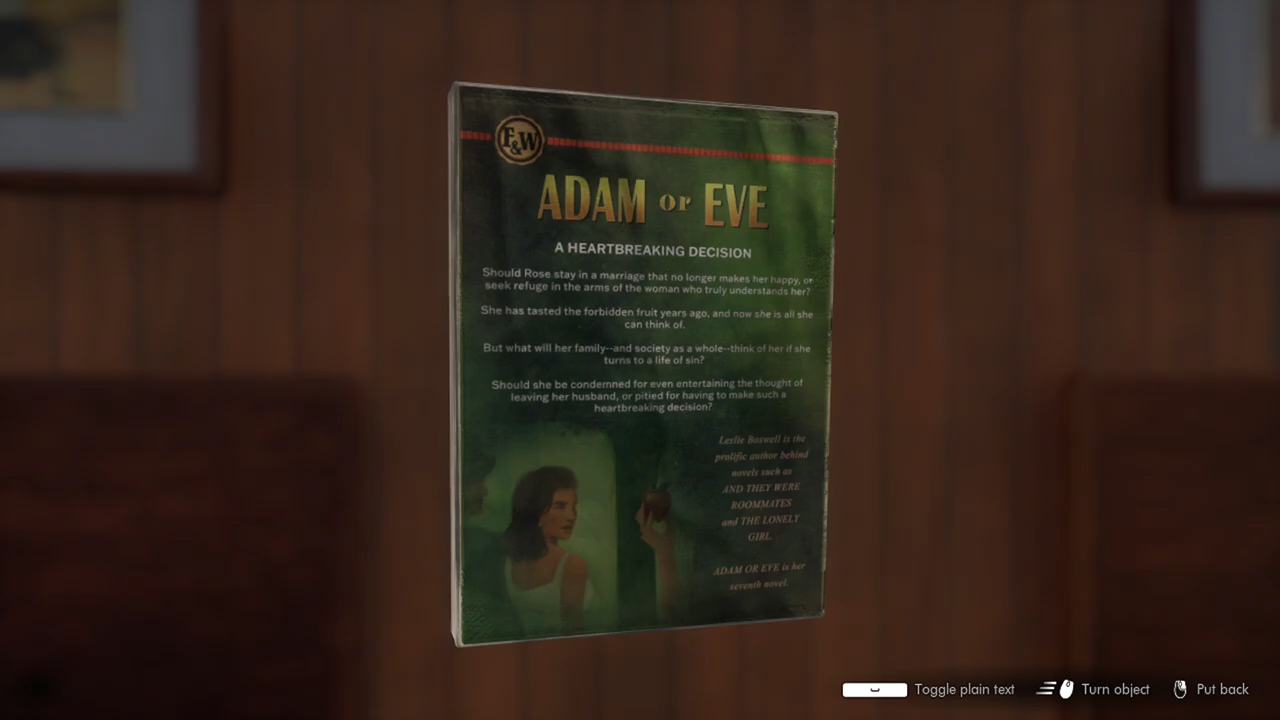 F&W
ADAM or EVE
A HEARTBREAKING DECISION
Should Rose stay in a marriage that no longer makes her happy, or
seek refuge in the arms of the woman who truly understands her?
She has tasted the forbidden fruit years ago, and now she is all she
can think of.
But what will her family--and society as a whole--think of her if she
turns to a life of sin?
Should she be condemned for even entertaining the thought of
leaving her husband, or pitied for having to make such a
heartbreaking decision?
Leslie Boswell is the
prolific author behind
novels such as
AND THEY WERE
ROOMMATES
and THE LONELY
GIRL.
ADAM OR EVE is her
seventh novel.
Toggle plain text
Turn object
Put back